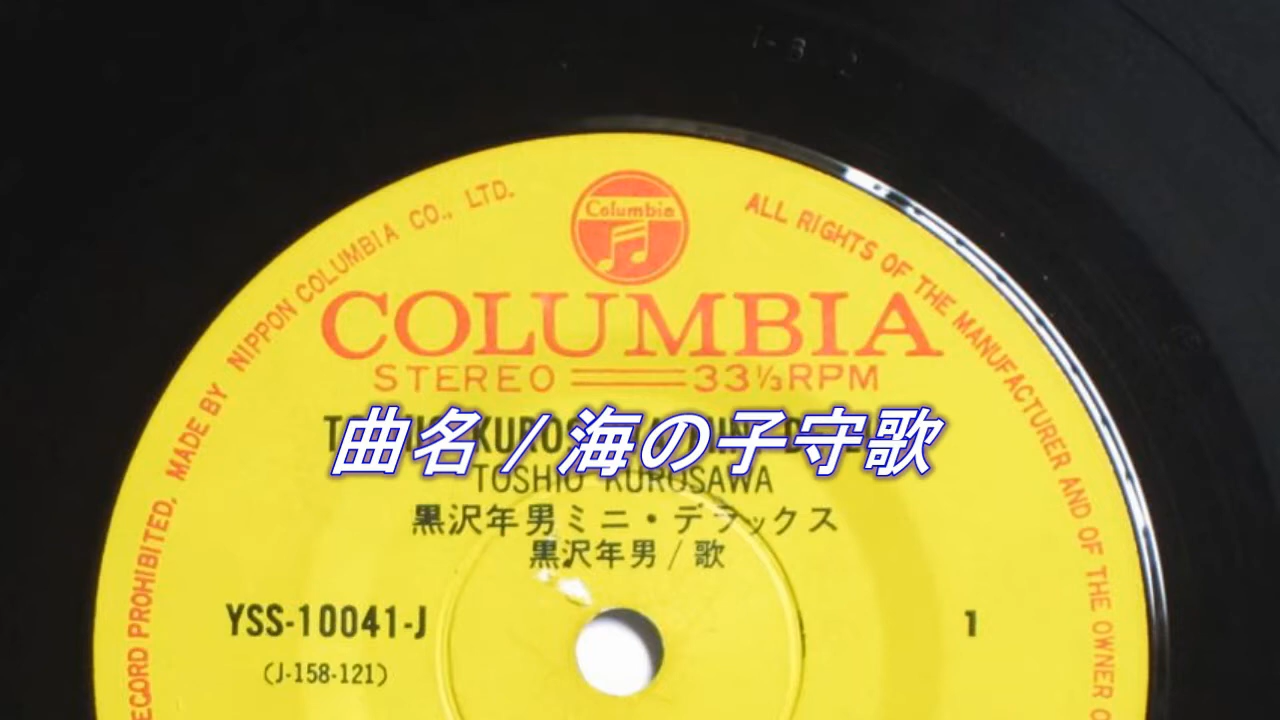 Columbia
COLUMBIA
STEREO 33⅓RPM
曲名/海の子守歌
TOSHIO KUROSAWA
黒沢年男ミニ・デラックス
黒沢年男/歌
YSS-10041-J
1
(J-158-121)
RECORD PROHIBITED. MADE BY NIPPON COLUMBIA CO., LTD.
ALL RIGHTS OF THE MANUFACTURER AND OF THE OWNER